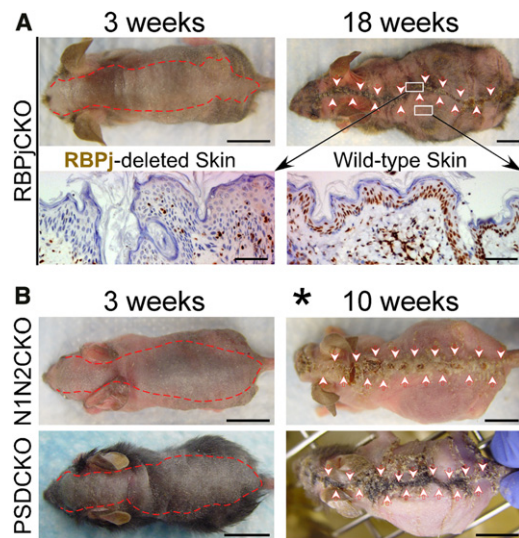 A 3 weeks 18 weeks
RBPjCKO
RBPj-deleted Skin Wild-type Skin
B 3 weeks * 10 weeks
N1N2CKO
PSDCKO